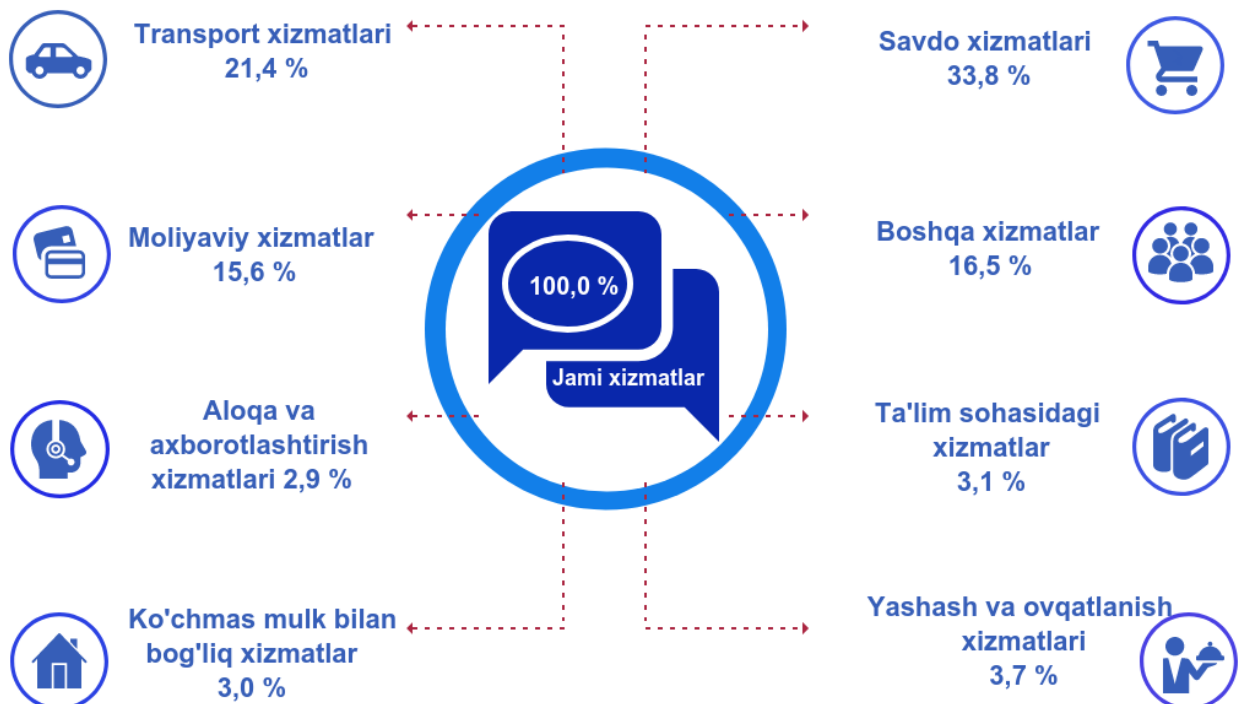 Transport xizmatlari
21,4 %
Savdo xizmatlari
33,8 %
Moliyaviy xizmatlar
15,6 %
Boshqa xizmatlar
16,5 %
100,0 %
Jami xizmatlar
Aloqa va
axborotlashtirish
xizmatlari 2,9 %
Ta'lim sohasidagi
xizmatlar
3,1 %
Ko'chmas mulk bilan
bog'liq xizmatlar
3,0 %
Yashash va ovqatlanish
xizmatlari
3,7 %